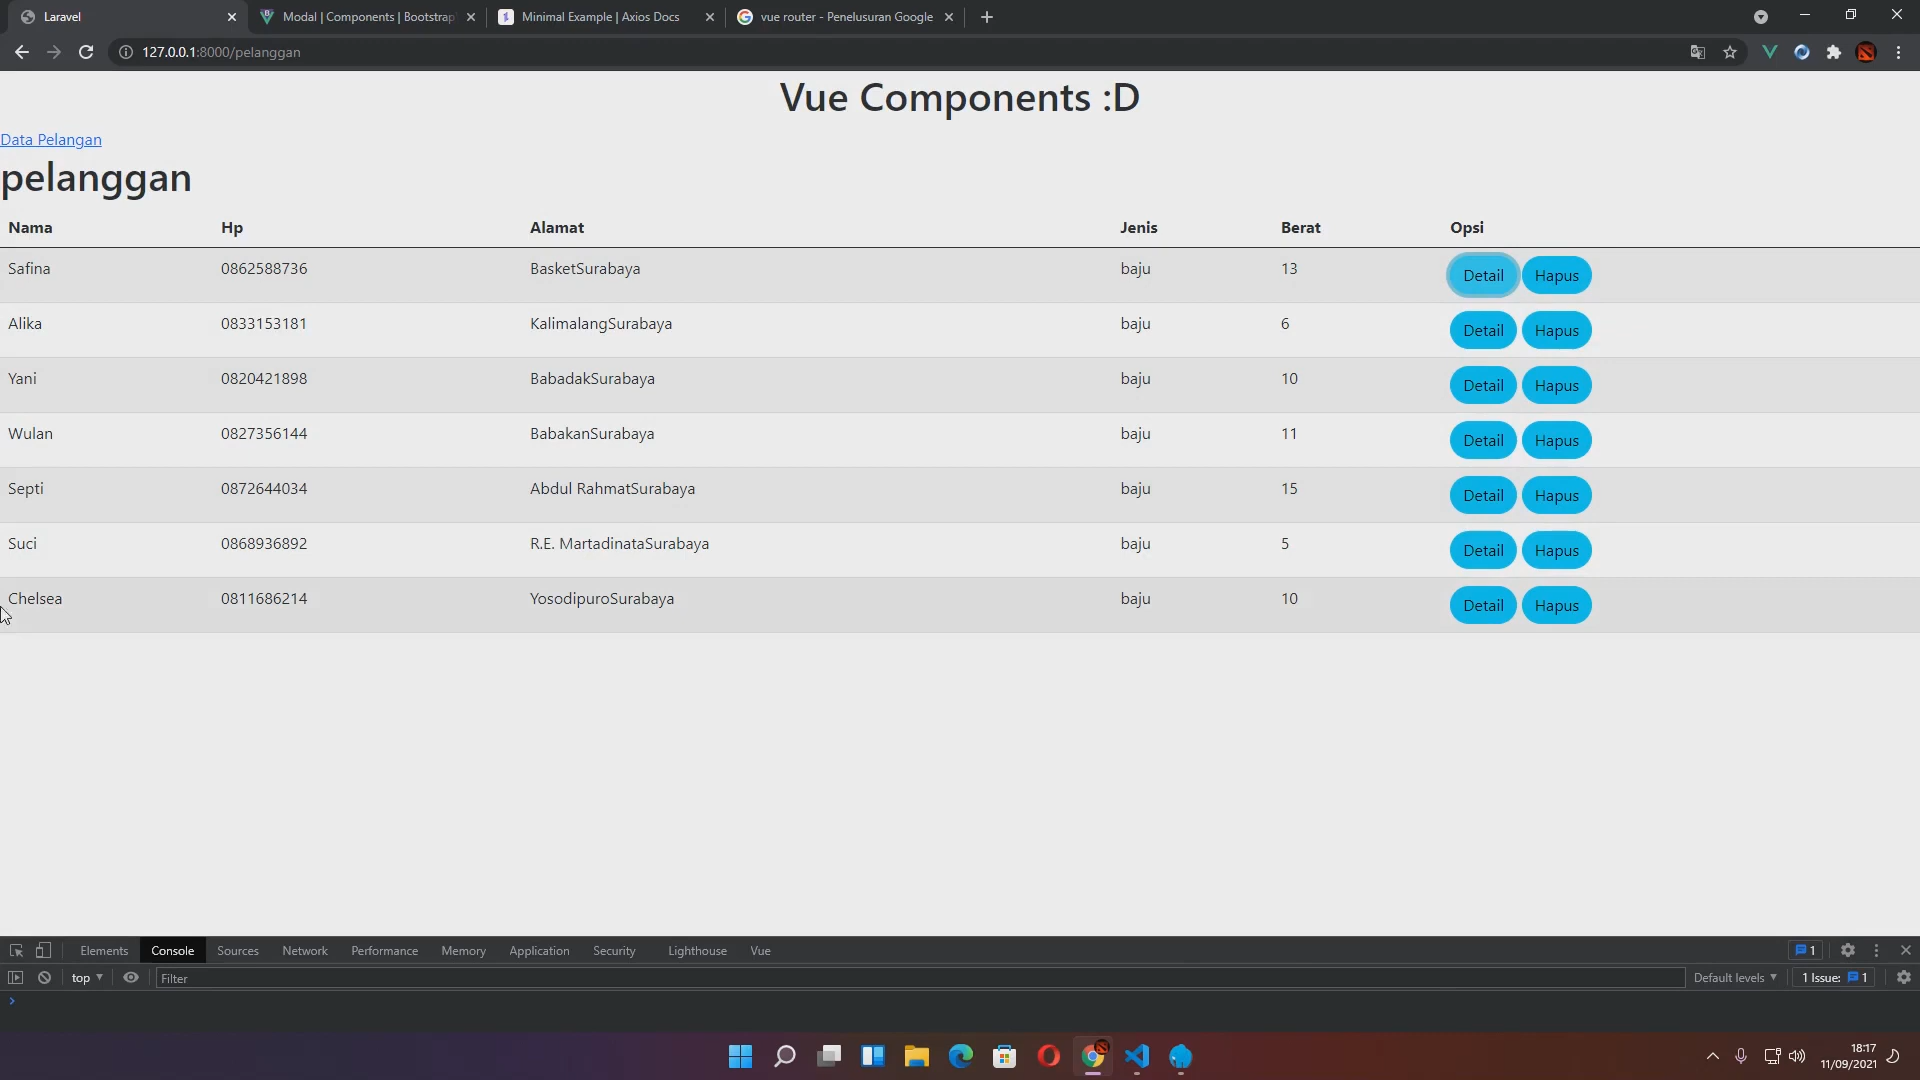 Laravel
Modal | Components | Bootstrap
Minimal Example | Axios Docs
vue router - Penelusuran Google
127.0.0.1:8000/pelanggan
Vue Components :D
Data Pelangan
pelanggan
Nama Hp Alamat Jenis Berat Opsi
Safina 0862588736 BasketSurabaya baju 13 Detail Hapus
Alika 0833153181 KalimalangSurabaya baju 6 Detail Hapus
Yani 0820421898 BabadakSurabaya baju 10 Detail Hapus
Wulan 0827356144 BabakanSurabaya baju 11 Detail Hapus
Septi 0872644034 Abdul RahmatSurabaya baju 15 Detail Hapus
Suci 0868936892 R.E. MartadinataSurabaya baju 5 Detail Hapus
Chelsea 0811686214 YosodipuroSurabaya baju 10 Detail Hapus
Elements Console Sources Network Performance Memory Application Security Lighthouse Vue 1
top Filter Default levels 1 Issue: 1
18:17
11/09/2021